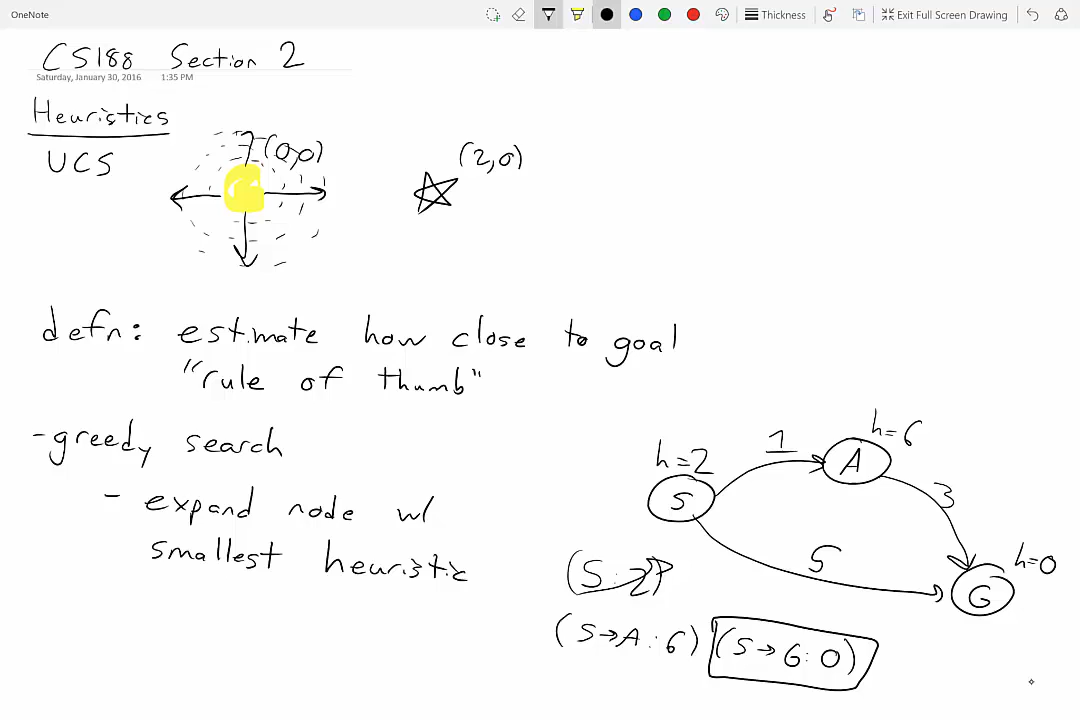 OneNote
Thickness
Exit Full Screen Drawing
CS188 Section 2
Saturday, January 30, 2016 1:35 PM
Heuristics
UCS
(0,0)
(2,0)
defn: estimate how close to goal
"rule of thumb"
- greedy search
- expand node w/
smallest heuristic
h=2
S
1
h=6
A
3
5
h=0
G
(S:2)
(S→A:6) (S→G:0)